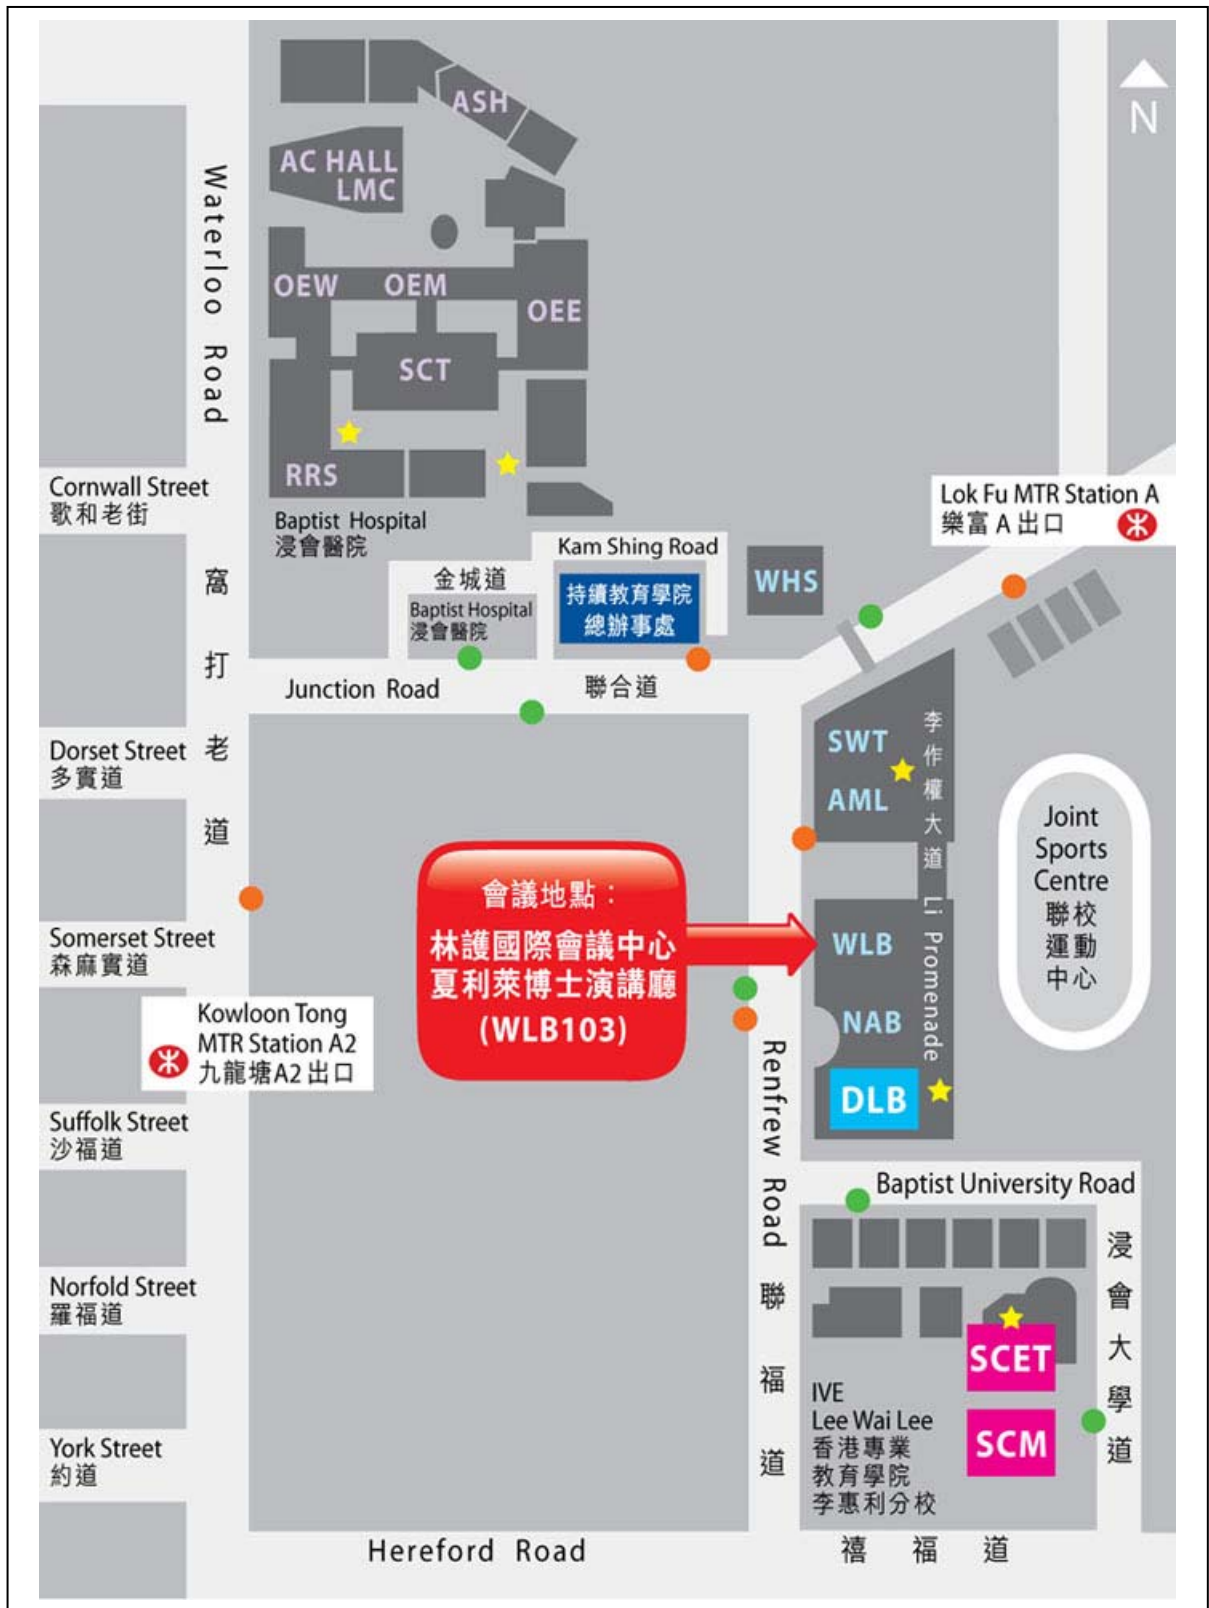 ASH
N
AC HALL
LMC
Waterloo Road
OEW
OEM
OEE
SCT
RRS
Cornwall Street
歌和老街
Lok Fu MTR Station A
樂富 A 出口
Baptist Hospital
浸會醫院
Kam Shing Road
金城道
Baptist Hospital
浸會醫院
持續教育學院
總辦事處
WHS
窩打老道
Junction Road
聯合道
Dorset Street
多實道
SWT
AML
李作權大道 Li Promenade
Joint
Sports
Centre
聯校
運動
中心
會議地點：
林護國際會議中心
夏利萊博士演講廳
(WLB103)
WLB
NAB
DLB
Somerset Street
森麻實道
Kowloon Tong
MTR Station A2
九龍塘A2 出口
Renfrew Road
聯福道
Suffolk Street
沙福道
Baptist University Road
浸會大學道
Norfold Street
羅福道
SCET
SCM
IVE
Lee Wai Lee
香港專業
教育學院
李惠利分校
York Street
約道
Hereford Road
禧福道